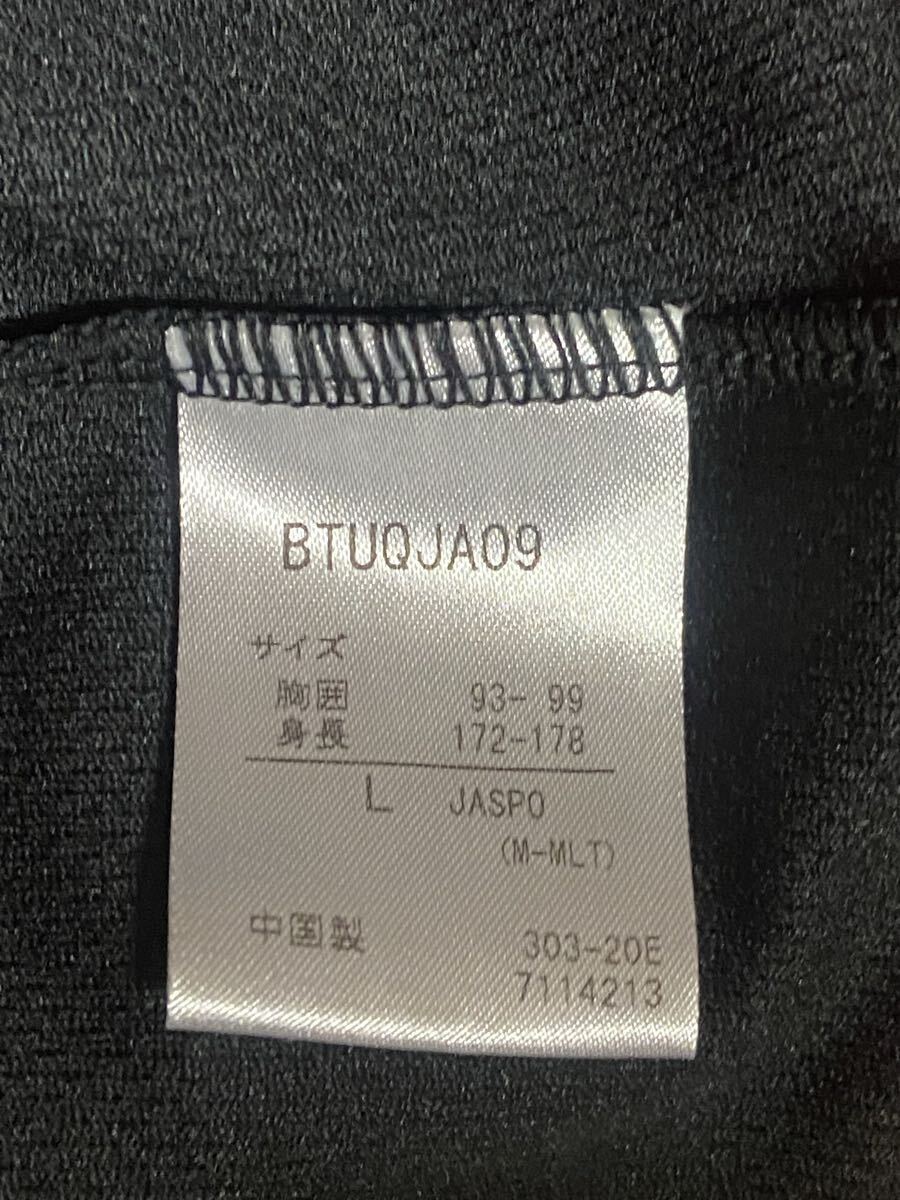 BTUQJA09
サイズ
胸囲 93- 99
身長 172-178
L JASPO
(M-MLT)
中国製 303-20E
7114213